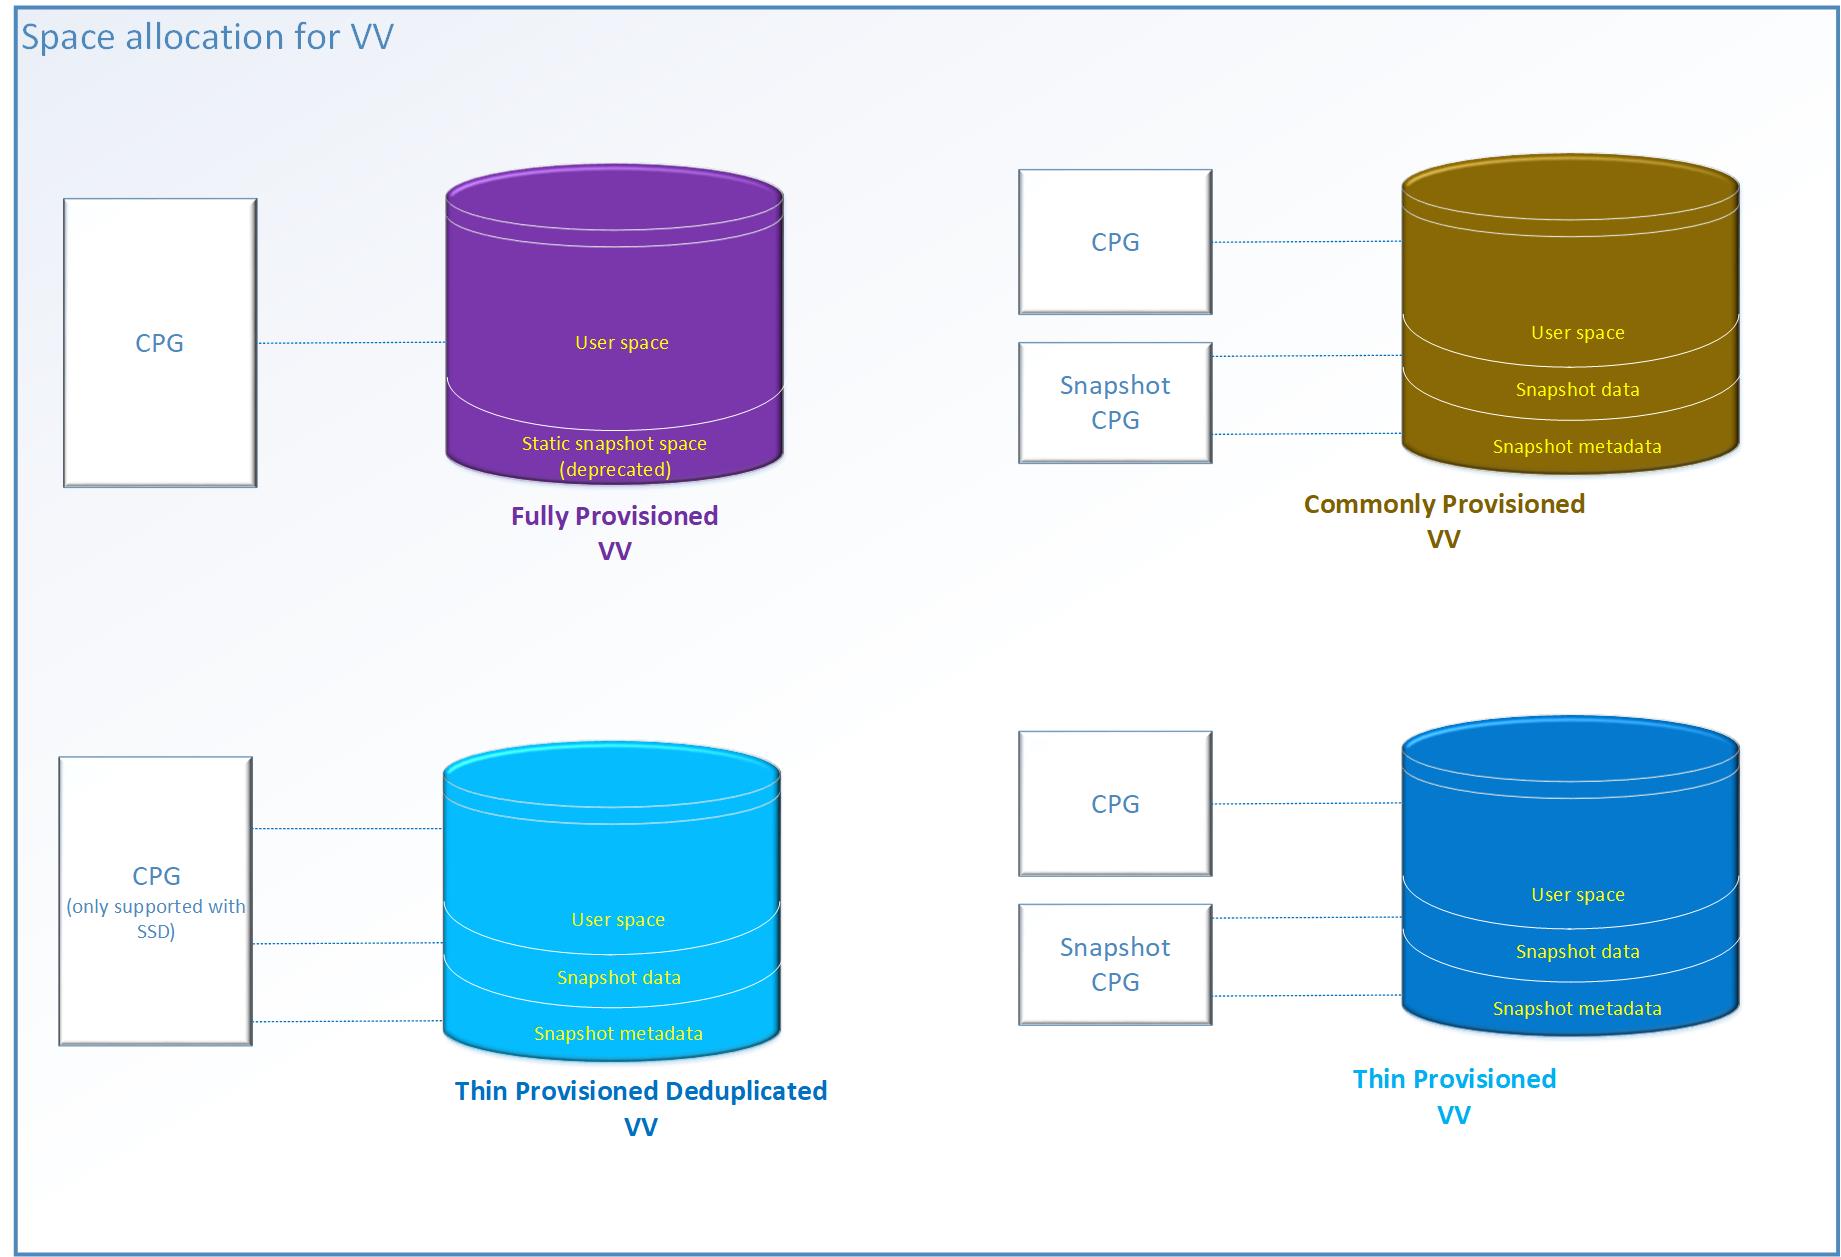 Space allocation for VV
CPG
User space
Static snapshot space
(deprecated)
Fully Provisioned
VV
CPG
Snapshot
CPG
User space
Snapshot data
Snapshot metadata
Commonly Provisioned
VV
CPG
(only supported with
SSD)
User space
Snapshot data
Snapshot metadata
Thin Provisioned Deduplicated
VV
CPG
Snapshot
CPG
User space
Snapshot data
Snapshot metadata
Thin Provisioned
VV